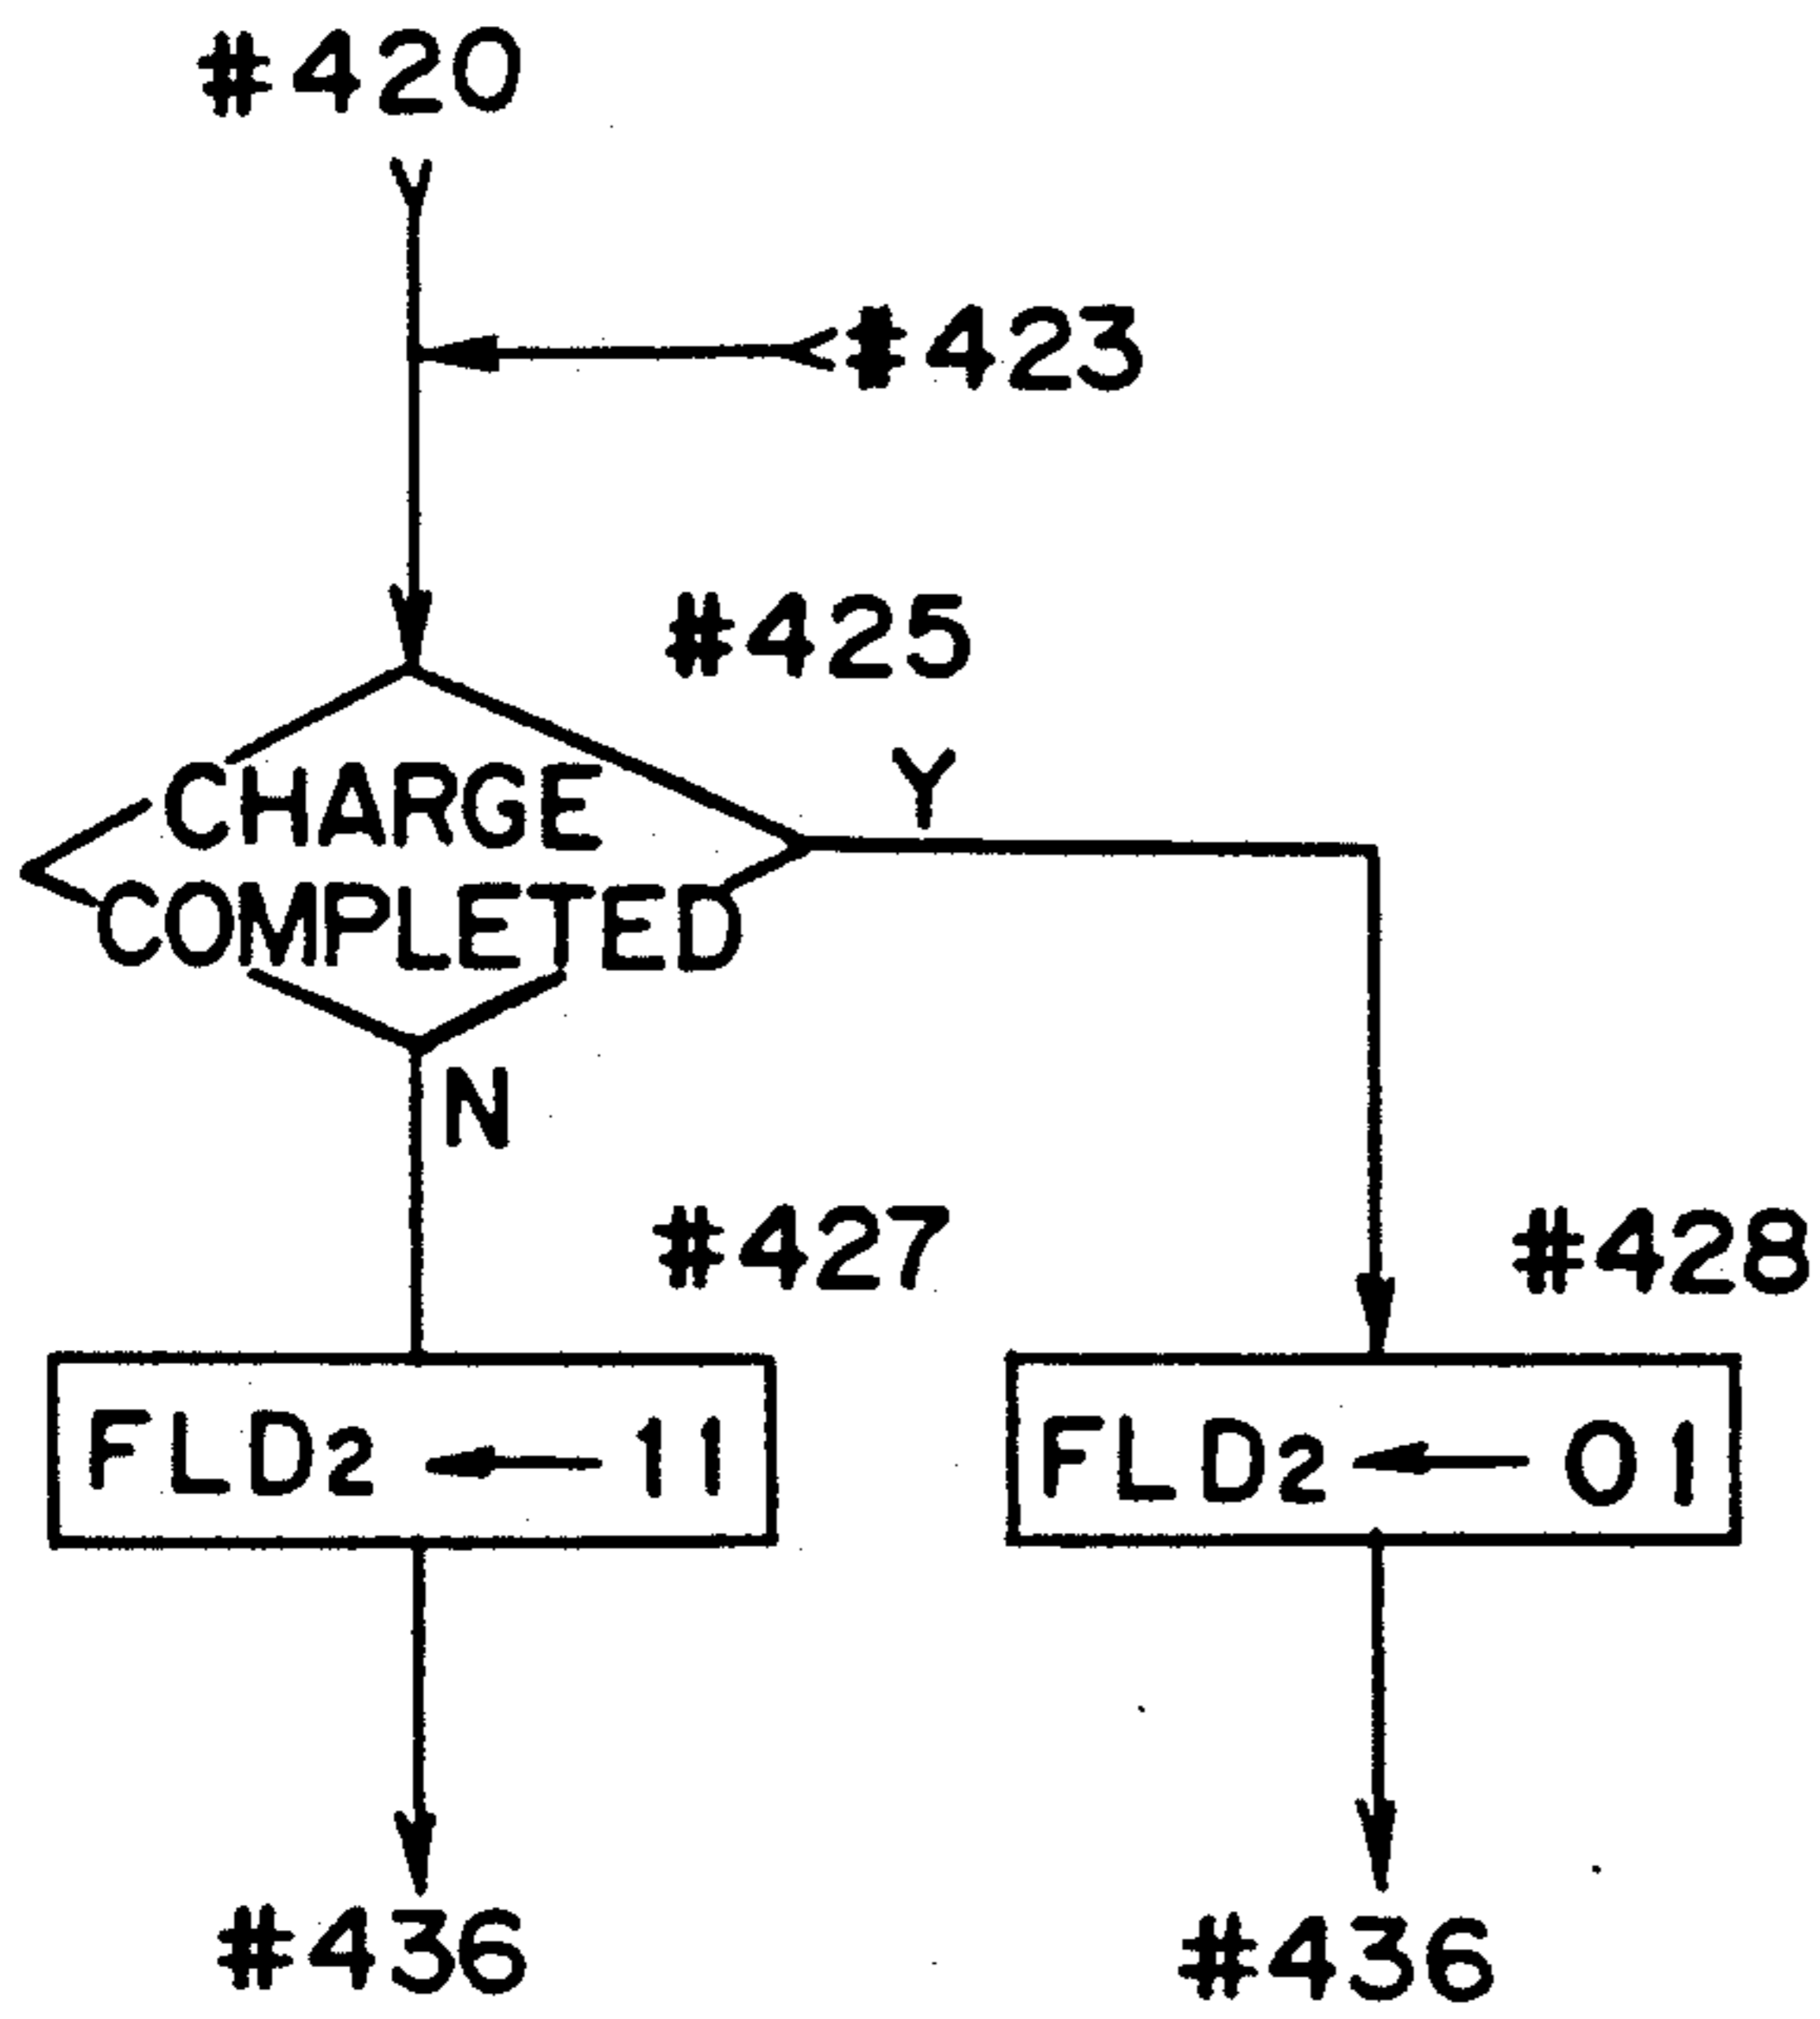 #420
#423
#425
CHARGE
COMPLETED
Y
N
#427
#428
FLD2 ← 11
FLD2 ← 01
#436
#436